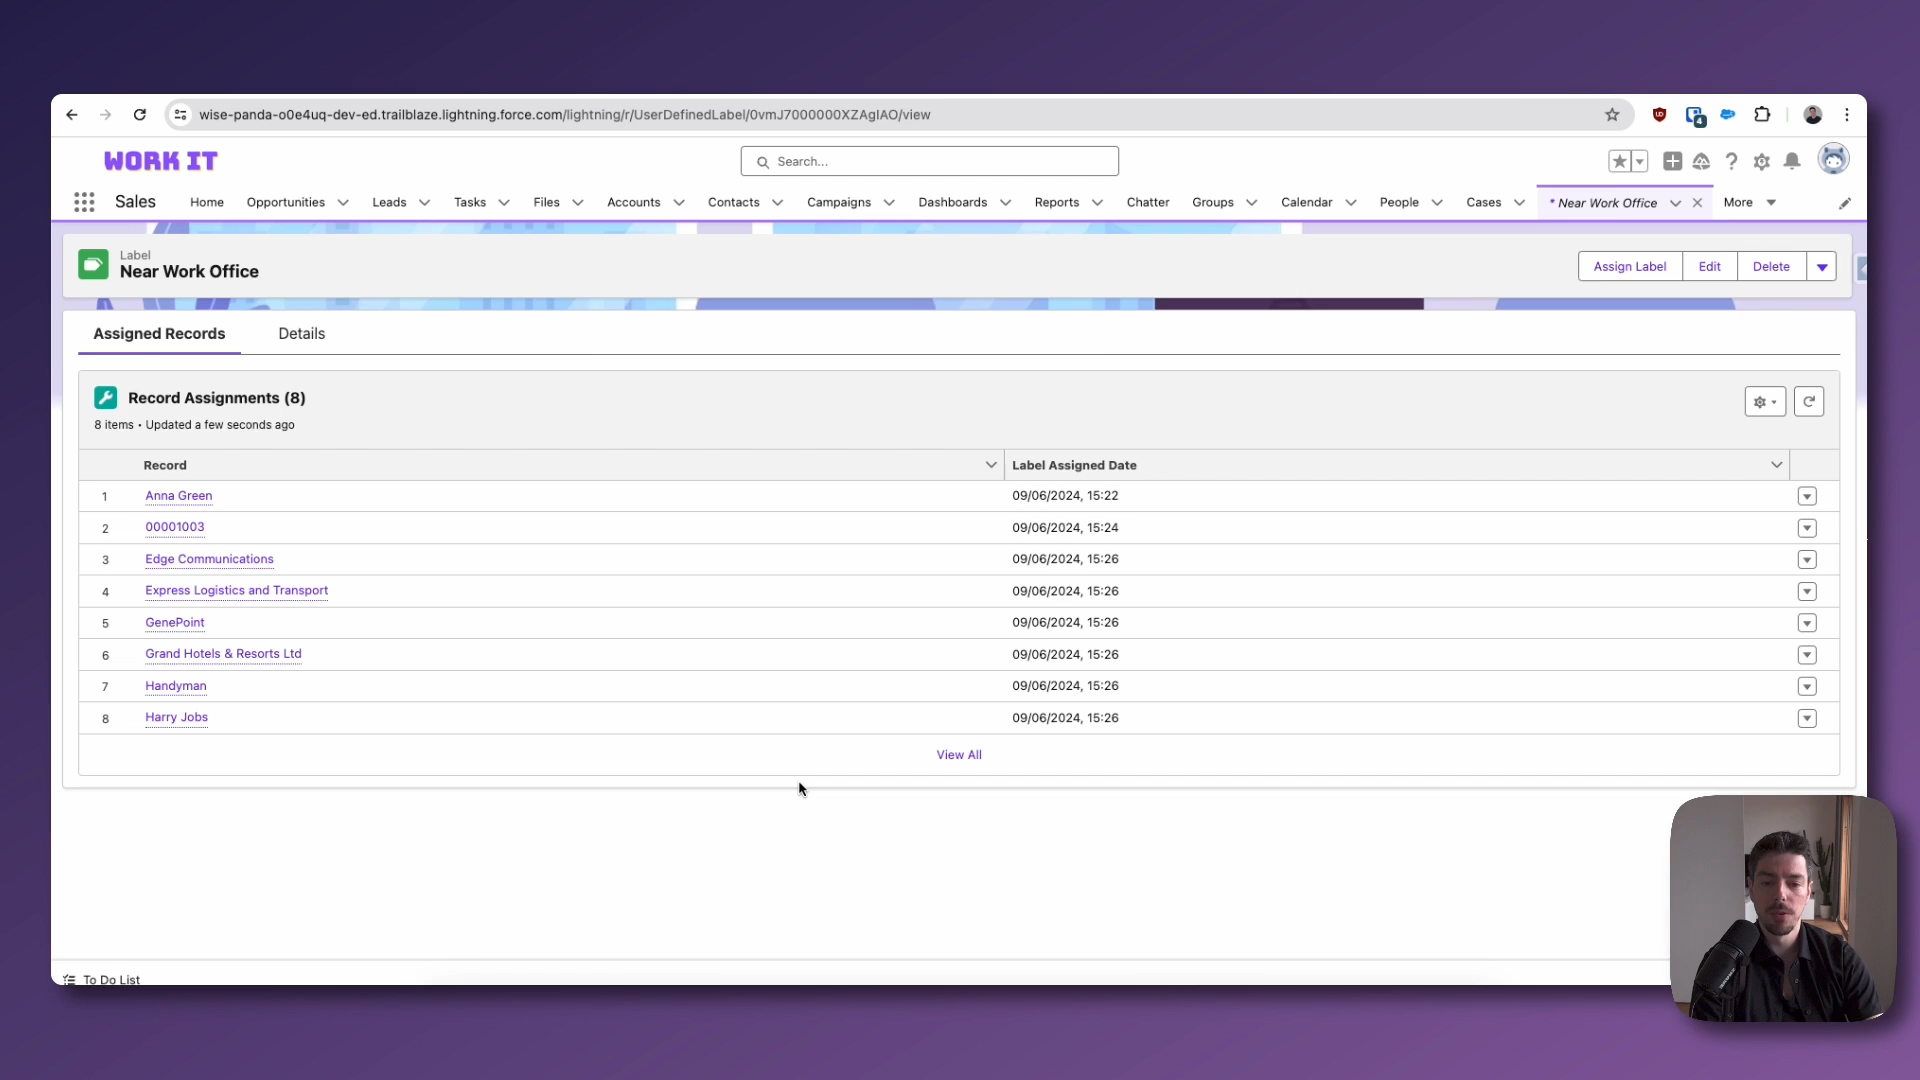 wise-panda-o0e4uq-dev-ed.trailblaze.lightning.force.com/lightning/r/UserDefinedLabel/0vmJ7000000XZAgIAO/view
4
WORK IT
Search...
Sales Home Opportunities Leads Tasks Files Accounts Contacts Campaigns Dashboards Reports Chatter Groups Calendar People Cases * Near Work Office More
Label
Near Work Office
Assign Label Edit Delete
Assigned Records Details
Record Assignments (8)
8 items • Updated a few seconds ago
Record Label Assigned Date
1 Anna Green 09/06/2024, 15:22
2 00001003 09/06/2024, 15:24
3 Edge Communications 09/06/2024, 15:26
4 Express Logistics and Transport 09/06/2024, 15:26
5 GenePoint 09/06/2024, 15:26
6 Grand Hotels & Resorts Ltd 09/06/2024, 15:26
7 Handyman 09/06/2024, 15:26
8 Harry Jobs 09/06/2024, 15:26
View All
To Do List